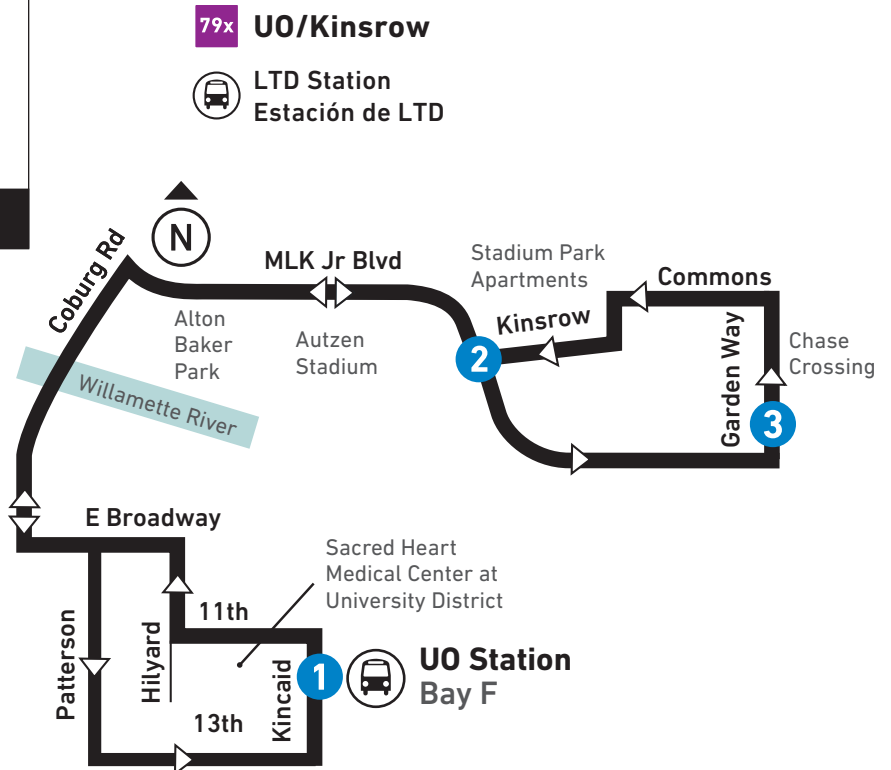 79x UO/Kinsrow
LTD Station
Estación de LTD
N
Coburg Rd
MLK Jr Blvd
Stadium Park
Apartments
Commons
Kinsrow
Alton
Baker
Park
Autzen
Stadium
2
Garden Way
Chase
Crossing
3
Willamette River
E Broadway
Sacred Heart
Medical Center at
University District
Patterson
Hilyard
11th
Kincaid
1
UO Station
Bay F
13th